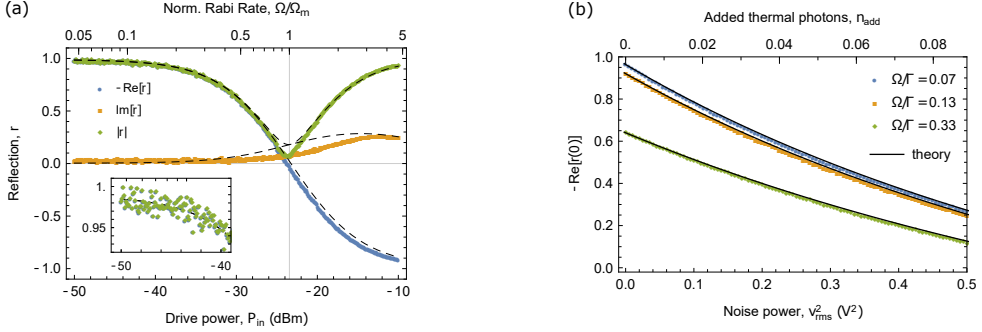 (a)
Norm. Rabi Rate, Ω/Ωm
0.05 0.1 0.5 1 5
1.0
0.5
0.0
-0.5
-1.0
Reflection, r
-Re[r]
Im[r]
|r|
1.
0.95
-50 -40
-50 -40 -30 -20 -10
Drive power, Pin (dBm)
(b)
Added thermal photons, nadd
0. 0.02 0.04 0.06 0.08
1.0
0.8
0.6
0.4
0.2
0.0
-Re[r(0)]
Ω/Γ = 0.07
Ω/Γ = 0.13
Ω/Γ = 0.33
theory
0.0 0.1 0.2 0.3 0.4 0.5
Noise power, v²rms (V²)